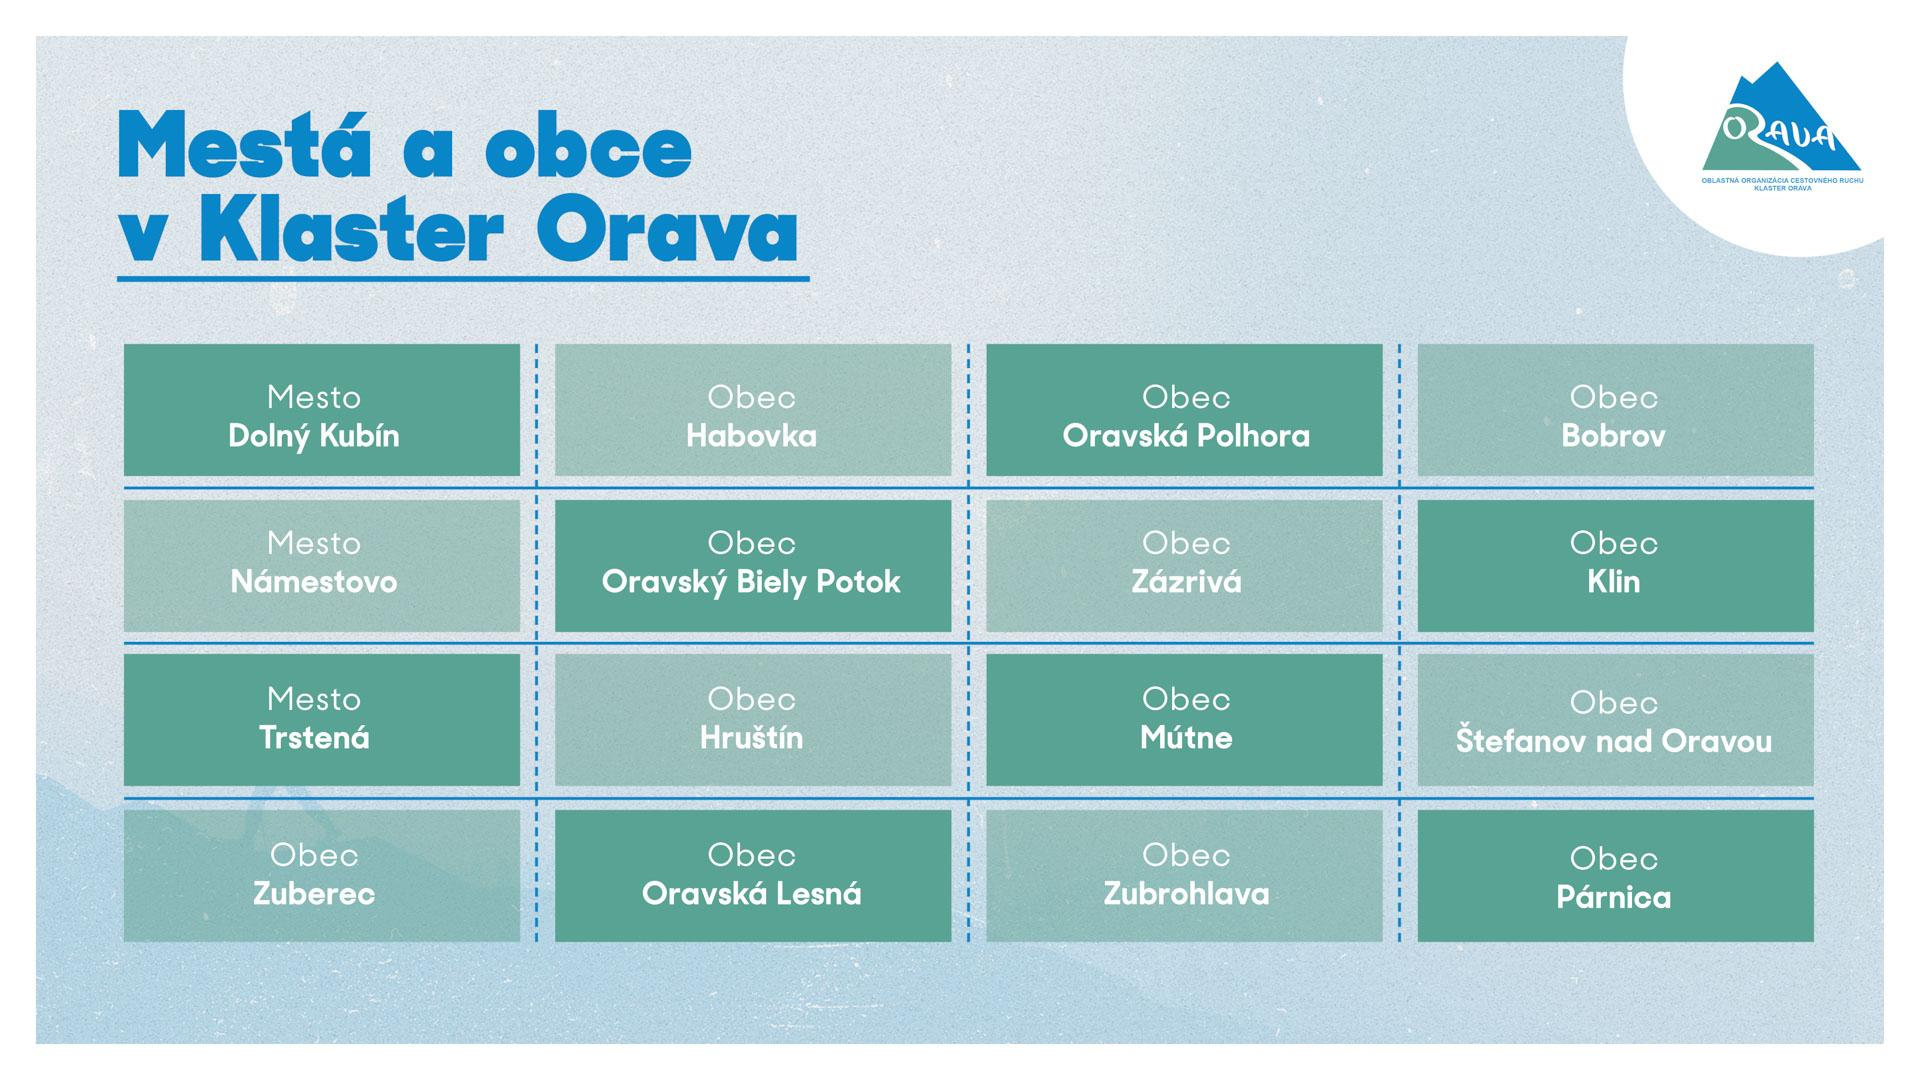 Mestá a obce
v Klaster Orava
ORAVA
OBLASTNÁ ORGANIZÁCIA CESTOVNÉHO RUCHU
KLASTER ORAVA
Mesto
Dolný Kubín
Obec
Habovka
Obec
Oravská Polhora
Obec
Bobrov
Mesto
Námestovo
Obec
Oravský Biely Potok
Obec
Zázrivá
Obec
Klin
Mesto
Trstená
Obec
Hruštín
Obec
Mútne
Obec
Štefanov nad Oravou
Obec
Zuberec
Obec
Oravská Lesná
Obec
Zubrohlava
Obec
Párnica